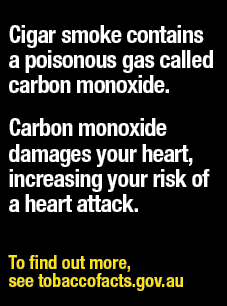 Cigar smoke contains
a poisonous gas called
carbon monoxide.
Carbon monoxide
damages your heart,
increasing your risk of
a heart attack.
To find out more,
see tobaccofacts.gov.au